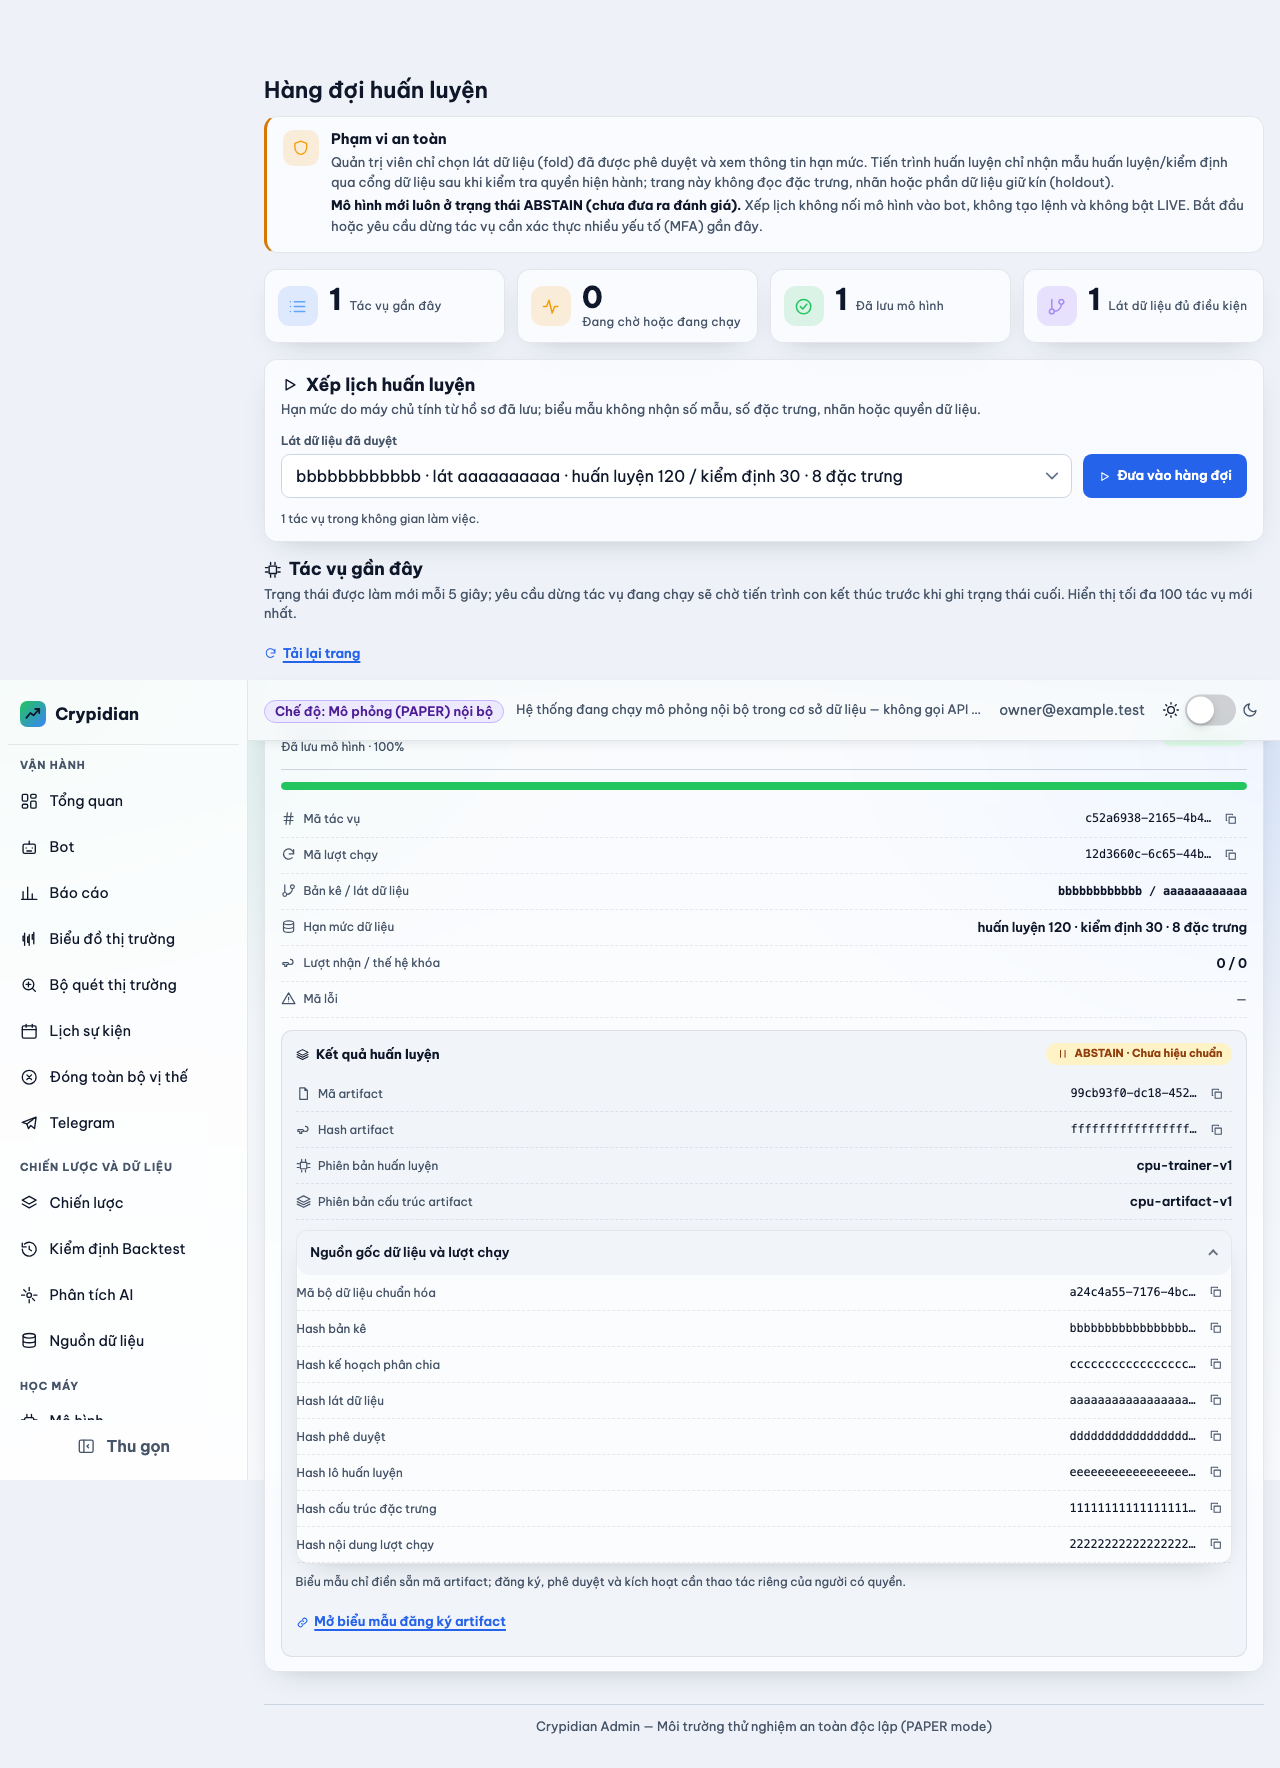 Hàng đợi huấn luyện
Phạm vi an toàn
Quản trị viên chỉ chọn lát dữ liệu (fold) đã được phê duyệt và xem thông tin hạn mức. Tiến trình huấn luyện chỉ nhận mẫu huấn luyện/kiểm định
qua cổng dữ liệu sau khi kiểm tra quyền hiện hành; trang này không đọc đặc trưng, nhãn hoặc phần dữ liệu giữ kín (holdout).
Mô hình mới luôn ở trạng thái ABSTAIN (chưa đưa ra đánh giá). Xếp lịch không nối mô hình vào bot, không tạo lệnh và không bật LIVE. Bắt đầu
hoặc yêu cầu dừng tác vụ cần xác thực nhiều yếu tố (MFA) gần đây.
1 Tác vụ gần đây
0
Đang chờ hoặc đang chạy
1 Đã lưu mô hình
1 Lát dữ liệu đủ điều kiện
Xếp lịch huấn luyện
Hạn mức do máy chủ tính từ hồ sơ đã lưu; biểu mẫu không nhận số mẫu, số đặc trưng, nhãn hoặc quyền dữ liệu.
Lát dữ liệu đã duyệt
bbbbbbbbbbbb · lát aaaaaaaaaa · huấn luyện 120 / kiểm định 30 · 8 đặc trưng
Đưa vào hàng đợi
1 tác vụ trong không gian làm việc.
Tác vụ gần đây
Trạng thái được làm mới mỗi 5 giây; yêu cầu dừng tác vụ đang chạy sẽ chờ tiến trình con kết thúc trước khi ghi trạng thái cuối. Hiển thị tối đa 100 tác vụ mới
nhất.
Tải lại trang
Crypidian
Chế độ: Mô phỏng (PAPER) nội bộ
Hệ thống đang chạy mô phỏng nội bộ trong cơ sở dữ liệu — không gọi API ...
owner@example.test
VẬN HÀNH
Tổng quan
Bot
Báo cáo
Biểu đồ thị trường
Bộ quét thị trường
Lịch sự kiện
Đóng toàn bộ vị thế
Telegram
CHIẾN LƯỢC VÀ DỮ LIỆU
Chiến lược
Kiểm định Backtest
Phân tích AI
Nguồn dữ liệu
HỌC MÁY
Mô hình
Thu gọn
Đã lưu mô hình · 100%
Mã tác vụ c52a6938-2165-4b4…
Mã lượt chạy 12d3660c-6c65-44b…
Bản kê / lát dữ liệu bbbbbbbbbbbb / aaaaaaaaaaaa
Hạn mức dữ liệu huấn luyện 120 · kiểm định 30 · 8 đặc trưng
Lượt nhận / thế hệ khóa 0 / 0
Mã lỗi —
Kết quả huấn luyện
ABSTAIN · Chưa hiệu chuẩn
Mã artifact 99cb93f0-dc18-452…
Hash artifact fffffffffffffffff…
Phiên bản huấn luyện cpu-trainer-v1
Phiên bản cấu trúc artifact cpu-artifact-v1
Nguồn gốc dữ liệu và lượt chạy
Mã bộ dữ liệu chuẩn hóa a24c4a55-7176-4bc…
Hash bản kê bbbbbbbbbbbbbbbbb…
Hash kế hoạch phân chia ccccccccccccccccc…
Hash lát dữ liệu aaaaaaaaaaaaaaaaa…
Hash phê duyệt ddddddddddddddddd…
Hash lô huấn luyện eeeeeeeeeeeeeeeee…
Hash cấu trúc đặc trưng 11111111111111111…
Hash nội dung lượt chạy 22222222222222222…
Biểu mẫu chỉ điền sẵn mã artifact; đăng ký, phê duyệt và kích hoạt cần thao tác riêng của người có quyền.
Mở biểu mẫu đăng ký artifact
Crypidian Admin — Môi trường thử nghiệm an toàn độc lập (PAPER mode)